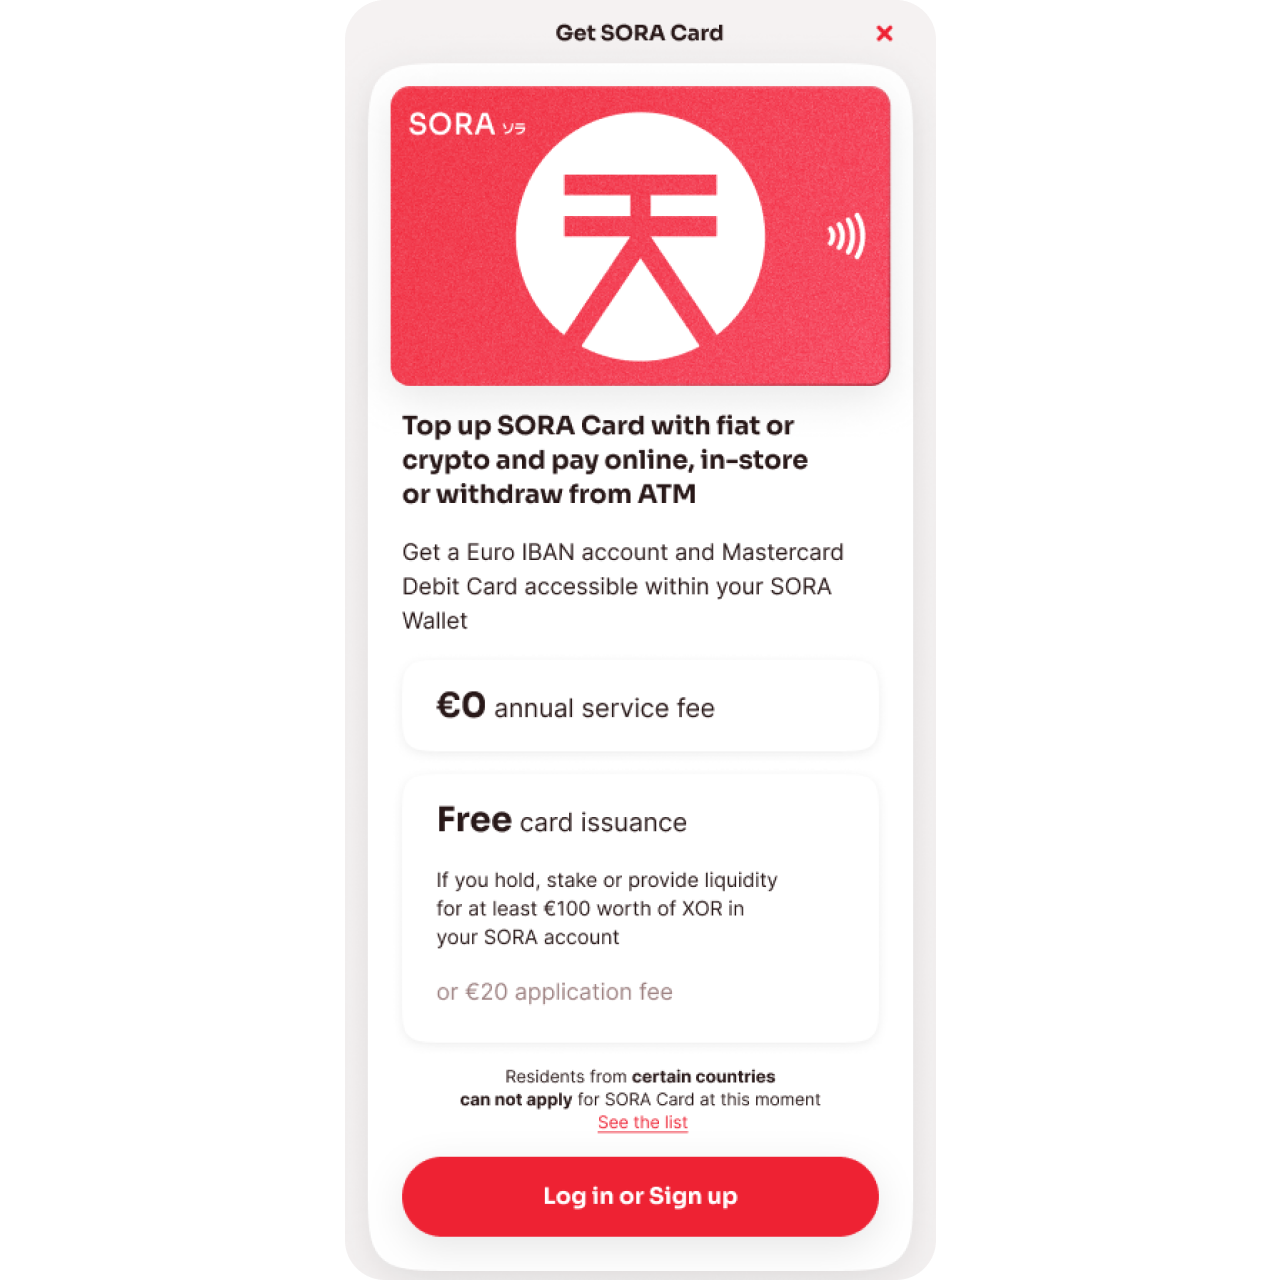 Get SORA Card
SORA ソラ
天
Top up SORA Card with fiat or
crypto and pay online, in-store
or withdraw from ATM
Get a Euro IBAN account and Mastercard
Debit Card accessible within your SORA
Wallet
€0 annual service fee
Free card issuance
If you hold, stake or provide liquidity
for at least €100 worth of XOR in
your SORA account
or €20 application fee
Residents from certain countries
can not apply for SORA Card at this moment
See the list
Log in or Sign up